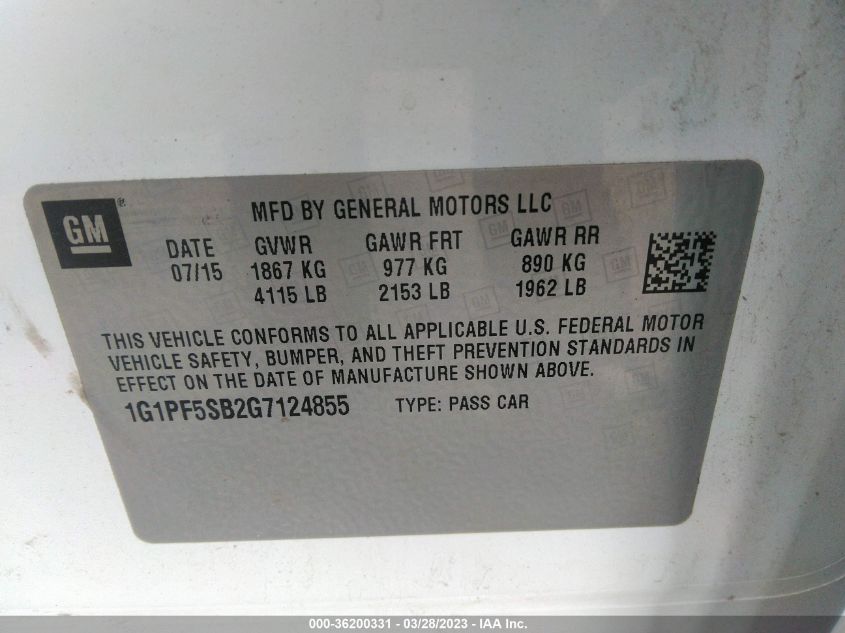 GM®
MFD BY GENERAL MOTORS LLC
DATE GVWR GAWR FRT GAWR RR
07/15 1867 KG 977 KG 890 KG
4115 LB 2153 LB 1962 LB
THIS VEHICLE CONFORMS TO ALL APPLICABLE U.S. FEDERAL MOTOR
VEHICLE SAFETY, BUMPER, AND THEFT PREVENTION STANDARDS IN
EFFECT ON THE DATE OF MANUFACTURE SHOWN ABOVE.
1G1PF5SB2G7124855 TYPE: PASS CAR
000-36200331 / 03/28/2023 - IAA Inc.